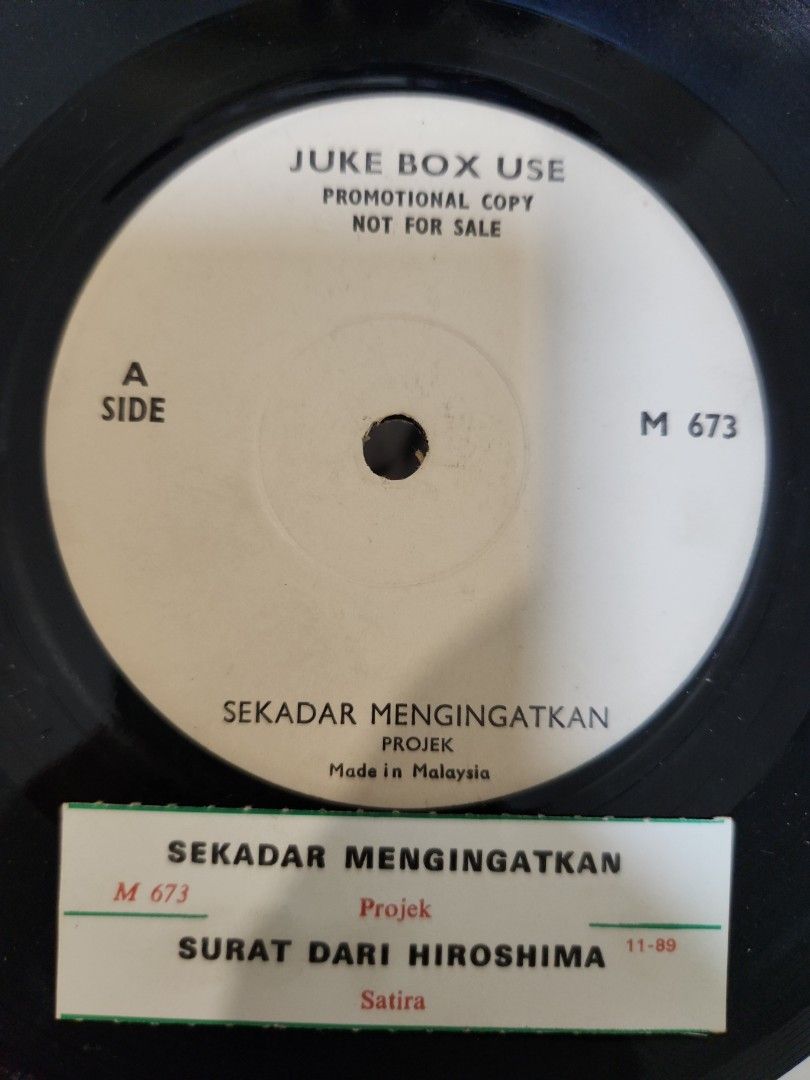 JUKE BOX USE
PROMOTIONAL COPY
NOT FOR SALE
A
SIDE
M 673
SEKADAR MENGINGATKAN
PROJEK
Made in Malaysia
SEKADAR MENGINGATKAN
M 673
Projek
SURAT DARI HIROSHIMA
11-89
Satira